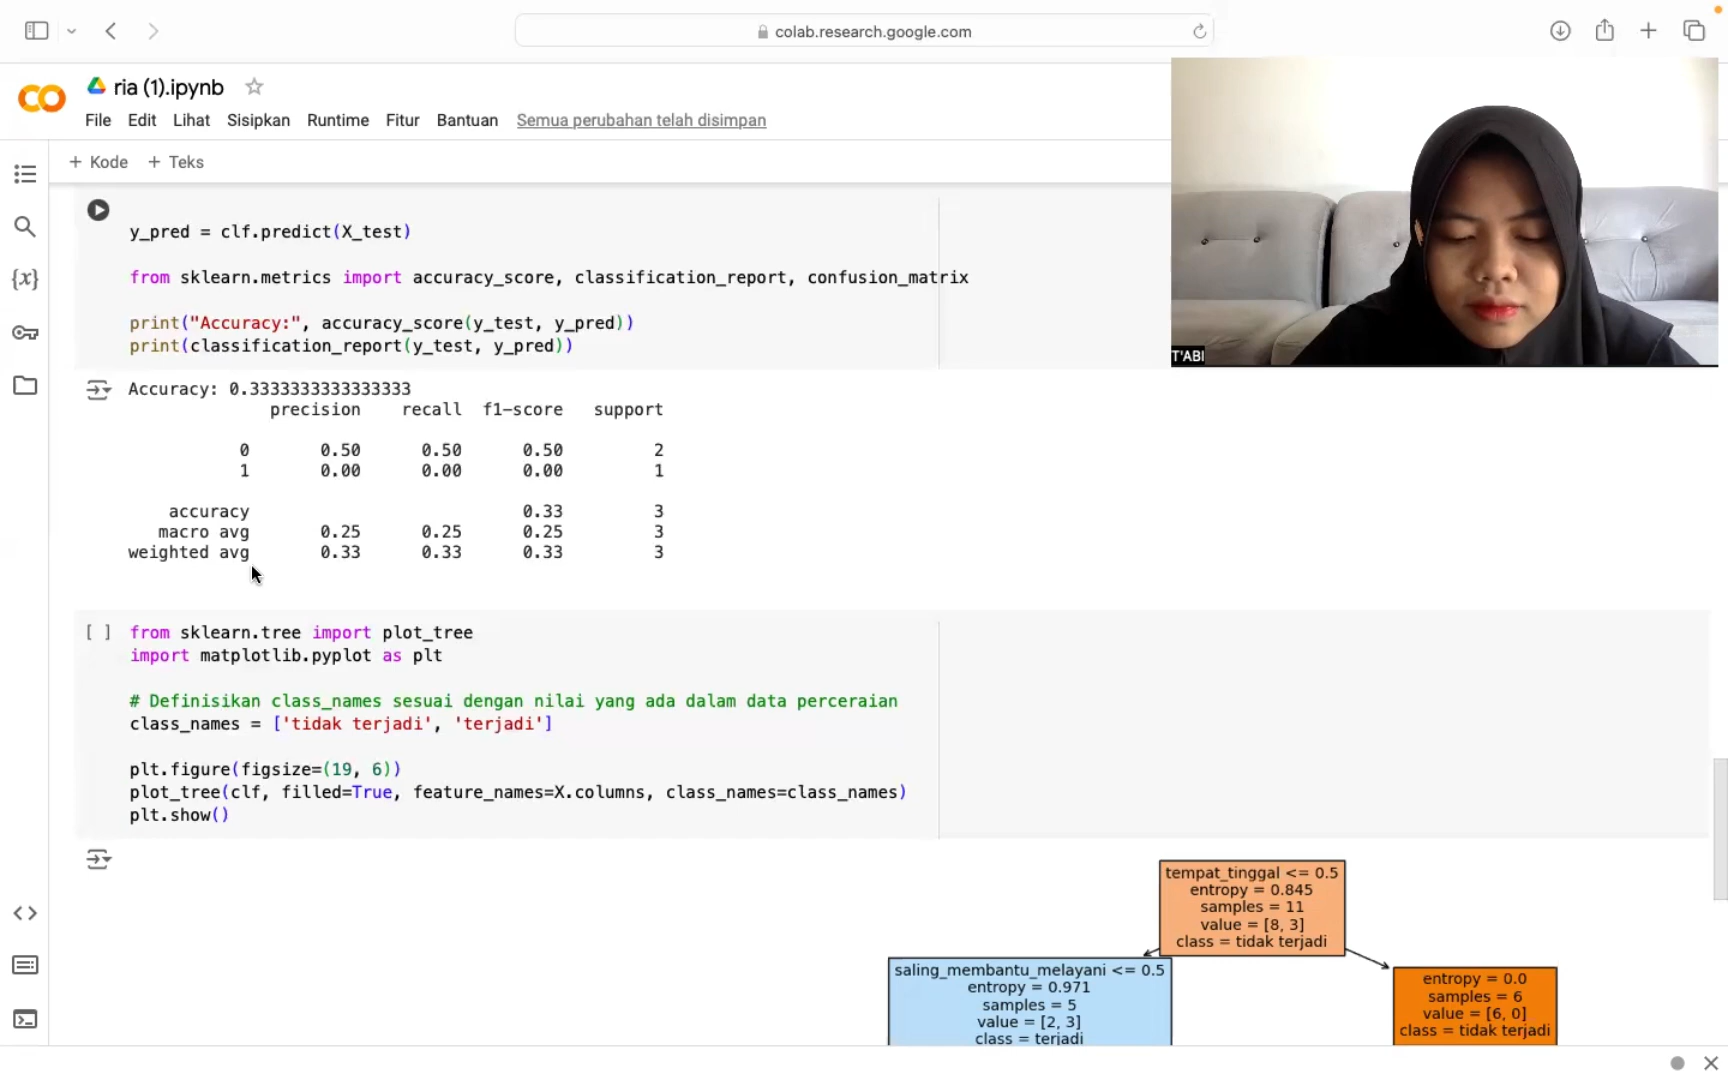 colab.research.google.com
ria (1).ipynb
File Edit Lihat Sisipkan Runtime Fitur Bantuan Semua perubahan telah disimpan
+ Kode + Teks
{x}
y_pred = clf.predict(X_test)
from sklearn.metrics import accuracy_score, classification_report, confusion_matrix
print("Accuracy:", accuracy_score(y_test, y_pred))
print(classification_report(y_test, y_pred))
T'ABI
Accuracy: 0.3333333333333333
precision recall f1-score support
0 0.50 0.50 0.50 2
1 0.00 0.00 0.00 1
accuracy 0.33 3
macro avg 0.25 0.25 0.25 3
weighted avg 0.33 0.33 0.33 3
[ ] from sklearn.tree import plot_tree
import matplotlib.pyplot as plt
# Definisikan class_names sesuai dengan nilai yang ada dalam data perceraian
class_names = ['tidak terjadi', 'terjadi']
plt.figure(figsize=(19, 6))
plot_tree(clf, filled=True, feature_names=X.columns, class_names=class_names)
plt.show()
tempat_tinggal <= 0.5
entropy = 0.845
samples = 11
value = [8, 3]
class = tidak terjadi
saling_membantu_melayani <= 0.5
entropy = 0.971
samples = 5
value = [2, 3]
class = terjadi
entropy = 0.0
samples = 6
value = [6, 0]
class = tidak terjadi